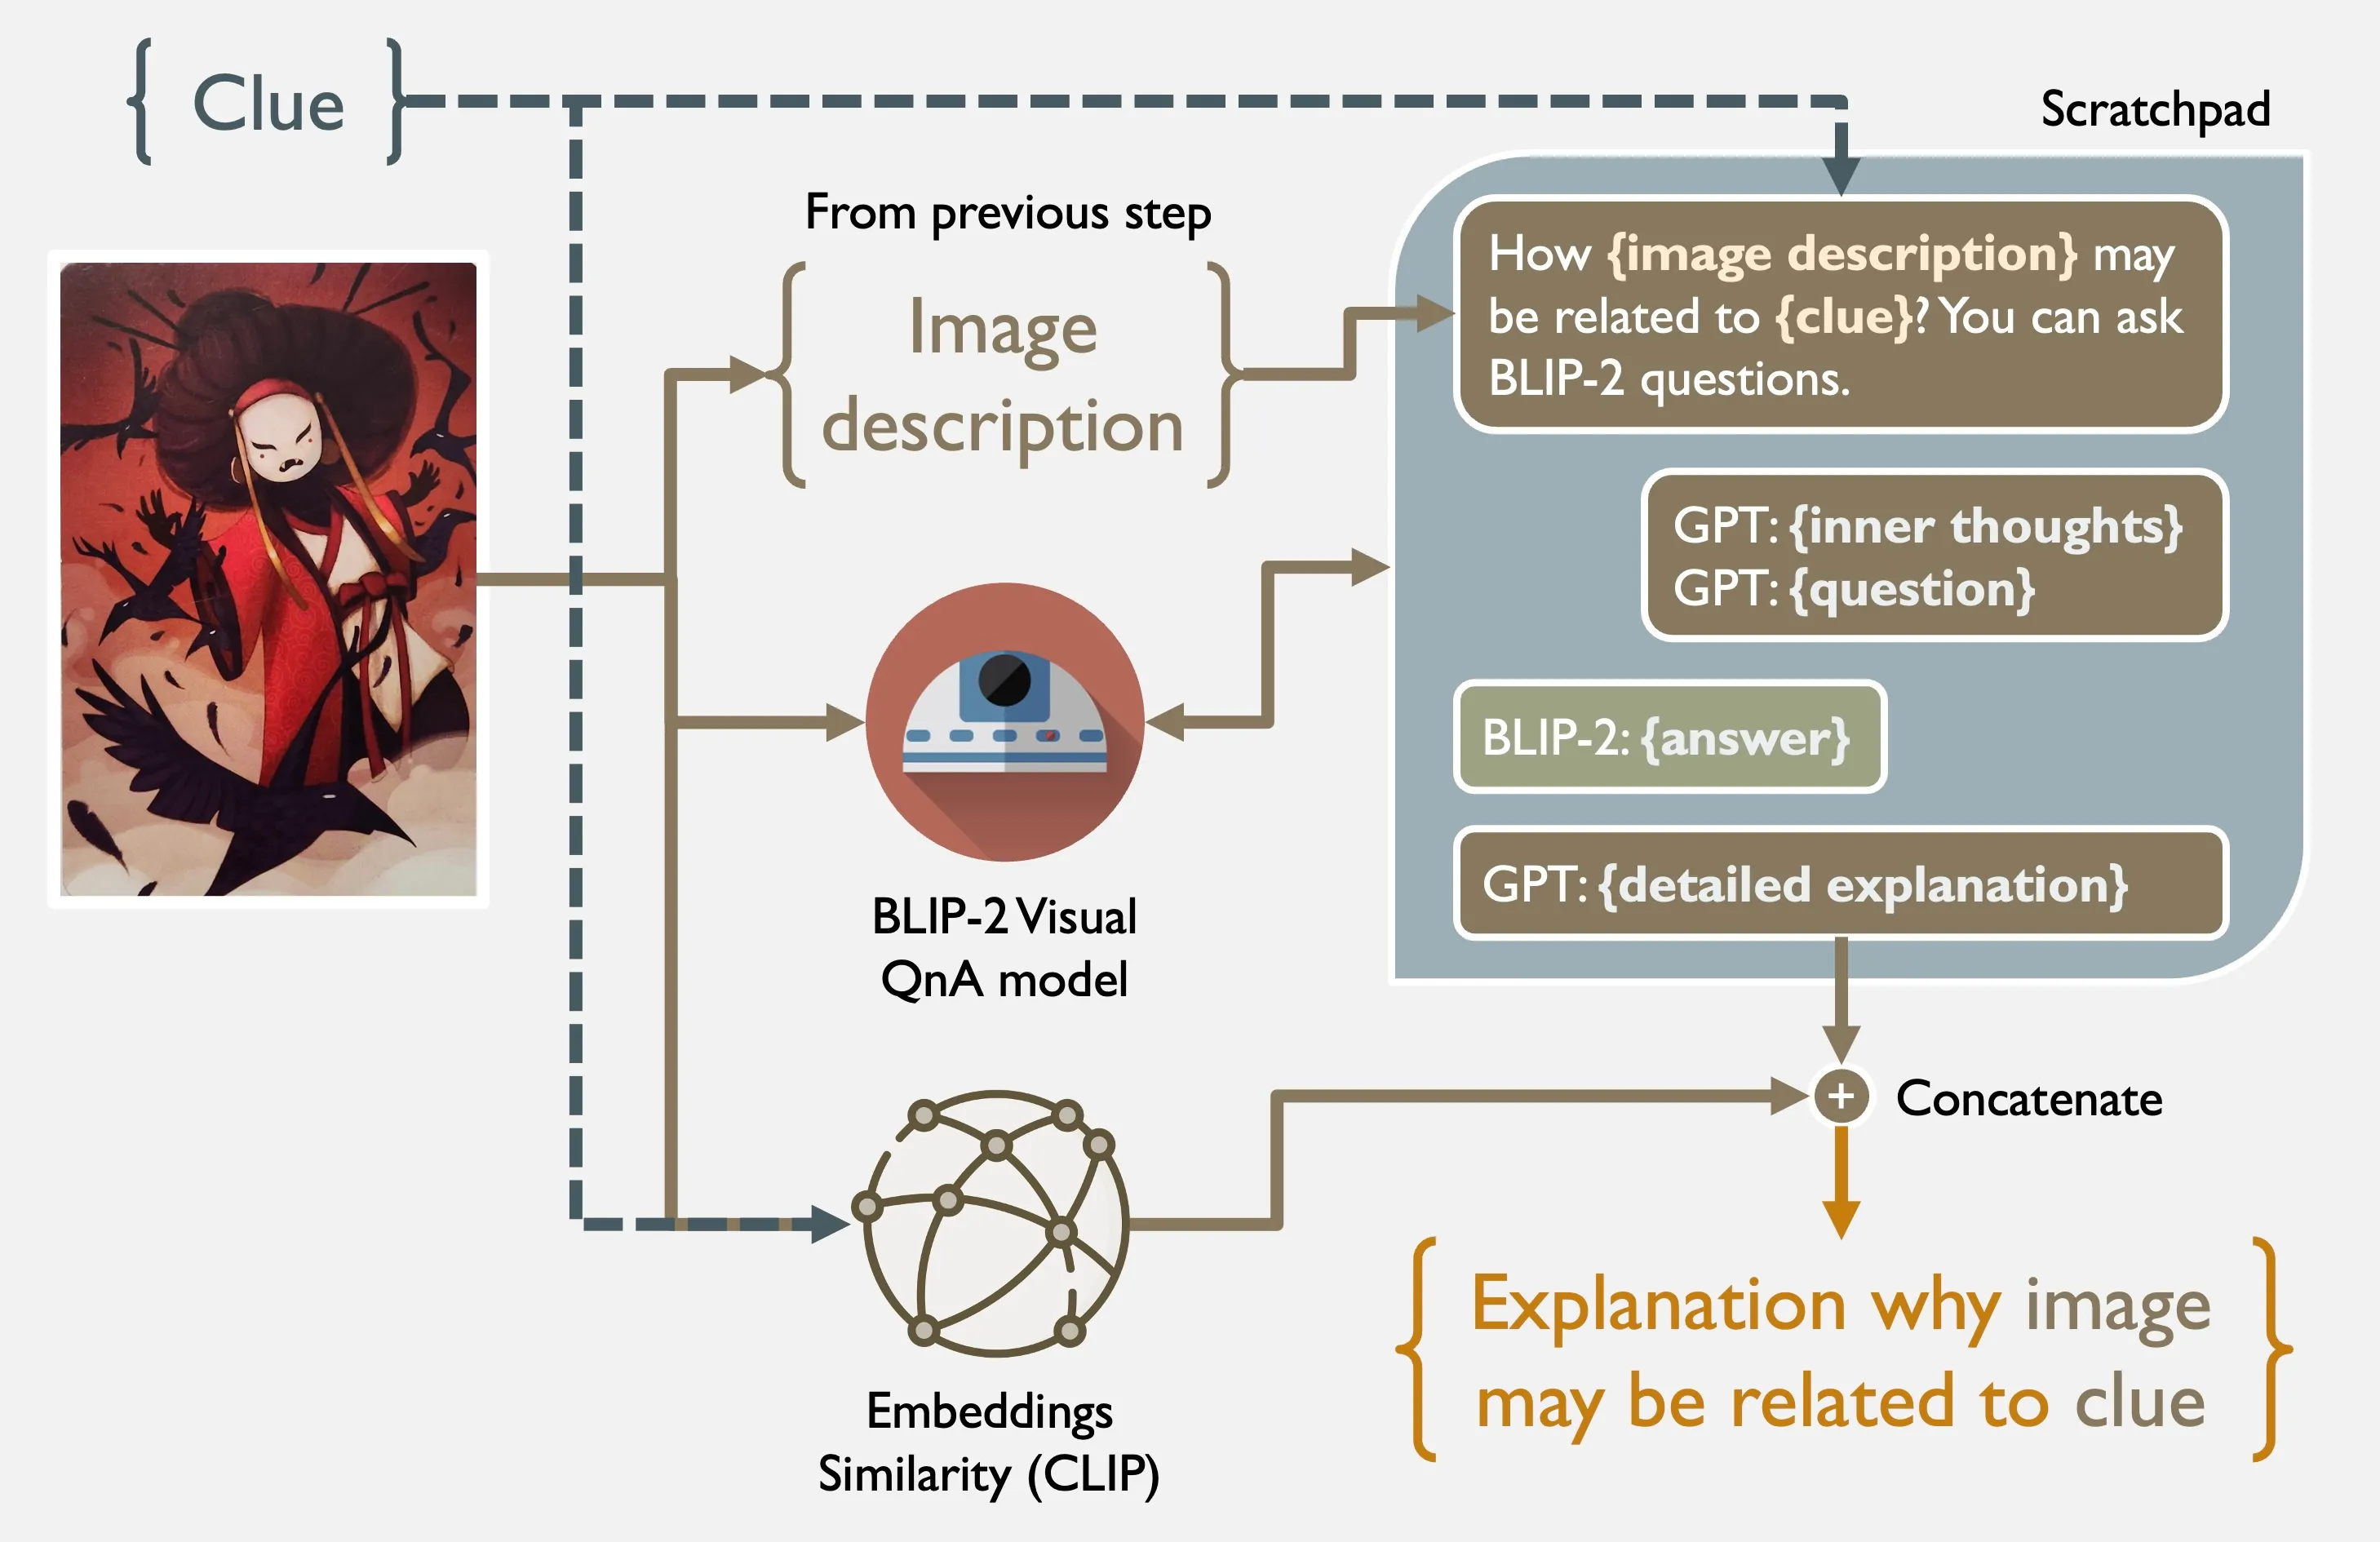 { Clue }
Scratchpad
From previous step
{ Image
description }
How {image description} may
be related to {clue}? You can ask
BLIP-2 questions.
GPT: {inner thoughts}
GPT: {question}
BLIP-2: {answer}
GPT: {detailed explanation}
BLIP-2 Visual
QnA model
+ Concatenate
Embeddings
Similarity (CLIP)
{ Explanation why image
may be related to clue }